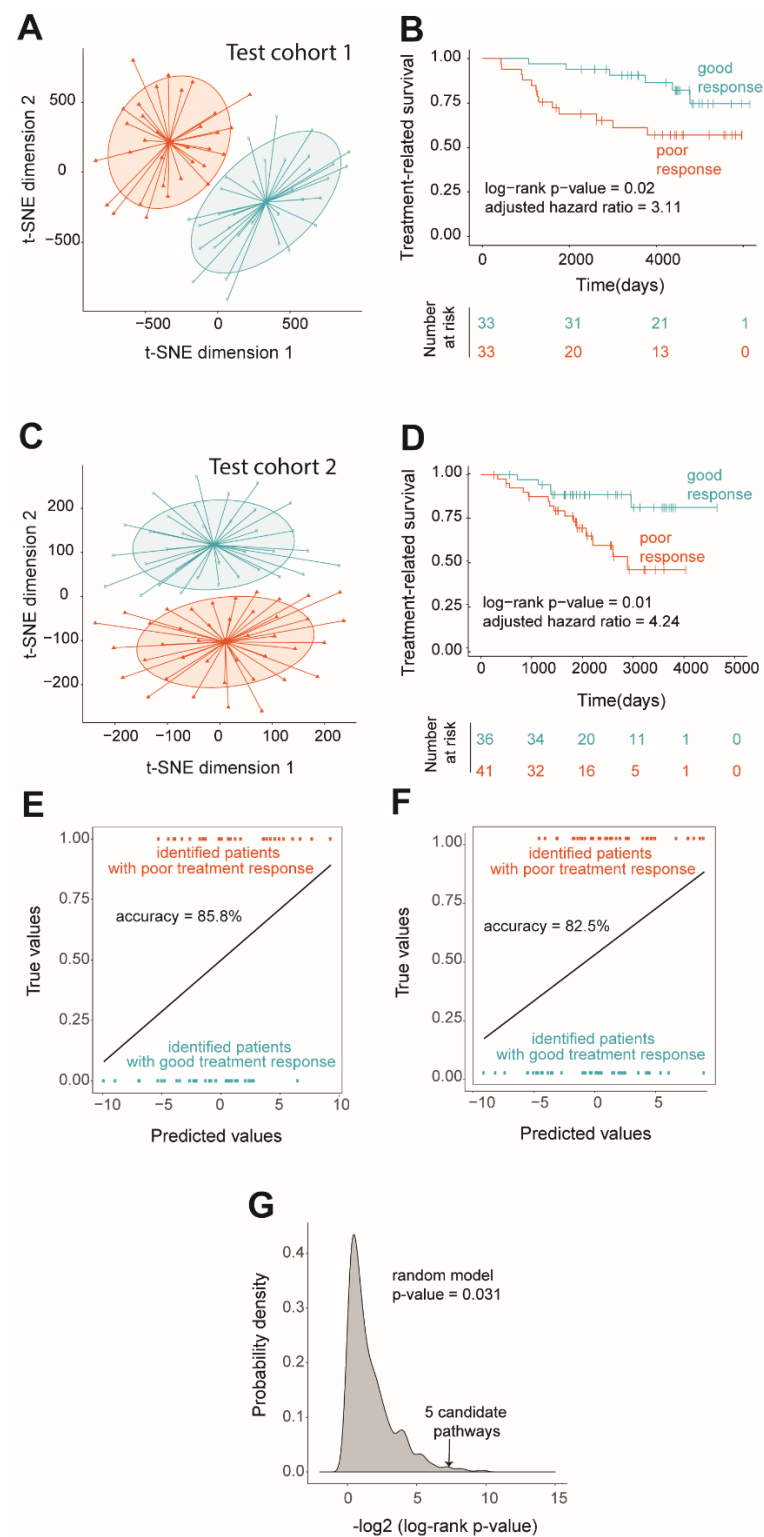 A
Test cohort 1
t-SNE dimension 2
500
0
−500
−500
0
500
t-SNE dimension 1
B
Treatment-related survival
1.00
0.75
0.50
0.25
0.00
good
response
poor
response
log−rank p−value = 0.02
adjusted hazard ratio = 3.11
0
2000
4000
Time(days)
Number
at risk
33 31 21 1
33 20 13 0
C
Test cohort 2
t-SNE dimension 2
200
100
0
−100
−200
−200
−100
0
100
200
t-SNE dimension 1
D
Treatment-related survival
1.00
0.75
0.50
0.25
0.00
good
response
poor
response
log−rank p−value = 0.01
adjusted hazard ratio = 4.24
0
1000
2000
3000
4000
5000
Time(days)
Number
at risk
36 34 20 11 1 0
41 32 16 5 1 0
E
True values
1.00
0.75
0.50
0.25
0.00
identified patients
with poor treatment response
accuracy = 85.8%
identified patients
with good treatment response
−10
−5
0
5
10
Predicted values
F
True values
1.00
0.75
0.50
0.25
0.00
identified patients
with poor treatment response
accuracy = 82.5%
identified patients
with good treatment response
−10
−5
0
5
Predicted values
G
Probability density
0.4
0.3
0.2
0.1
0.0
random model
p-value = 0.031
5 candidate
pathways
0
5
10
15
-log2 (log-rank p-value)